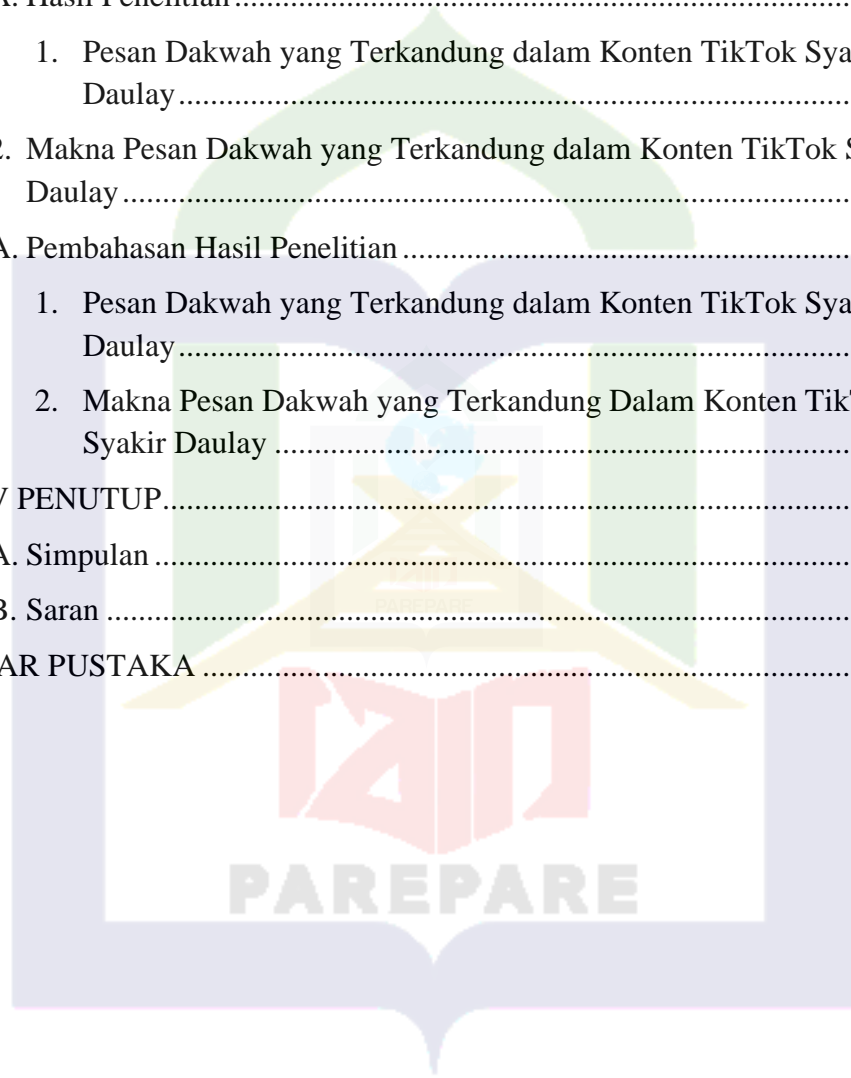 Hasil Penelitian ............................................................
1. Pesan Dakwah yang Terkandung dalam Konten TikTok Sya
Daulay ............................................................
2. Makna Pesan Dakwah yang Terkandung dalam Konten TikTok S
Daulay ............................................................
A. Pembahasan Hasil Penelitian ............................................................
1. Pesan Dakwah yang Terkandung dalam Konten TikTok Sya
Daulay ............................................................
2. Makna Pesan Dakwah yang Terkandung Dalam Konten Tik
Syakir Daulay ............................................................
V PENUTUP ............................................................
A. Simpulan ............................................................
B. Saran ............................................................
AR PUSTAKA ............................................................
PAREPARE
PAREPARE